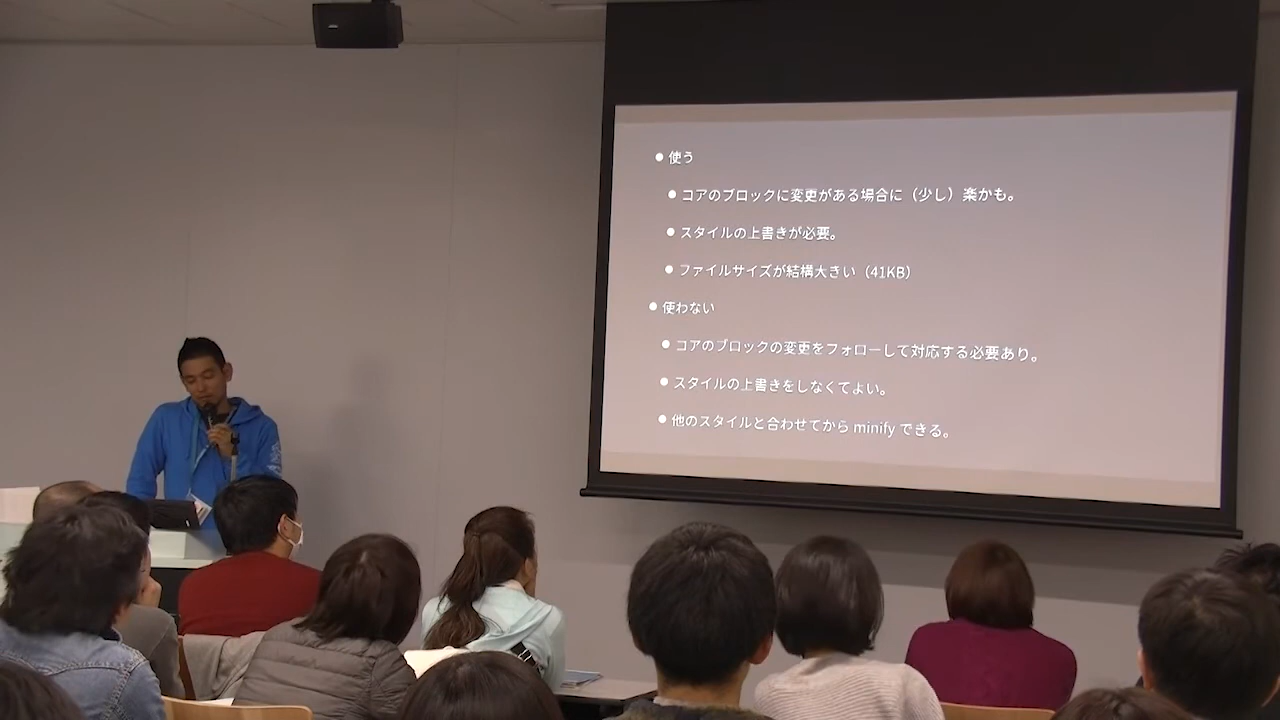 ● 使う
● コアのブロックに変更がある場合に（少し）楽かも。
● スタイルの上書きが必要。
● ファイルサイズが結構大きい（41KB）
● 使わない
● コアのブロックの変更をフォローして対応する必要あり。
● スタイルの上書きをしなくてよい。
● 他のスタイルと合わせてから minify できる。